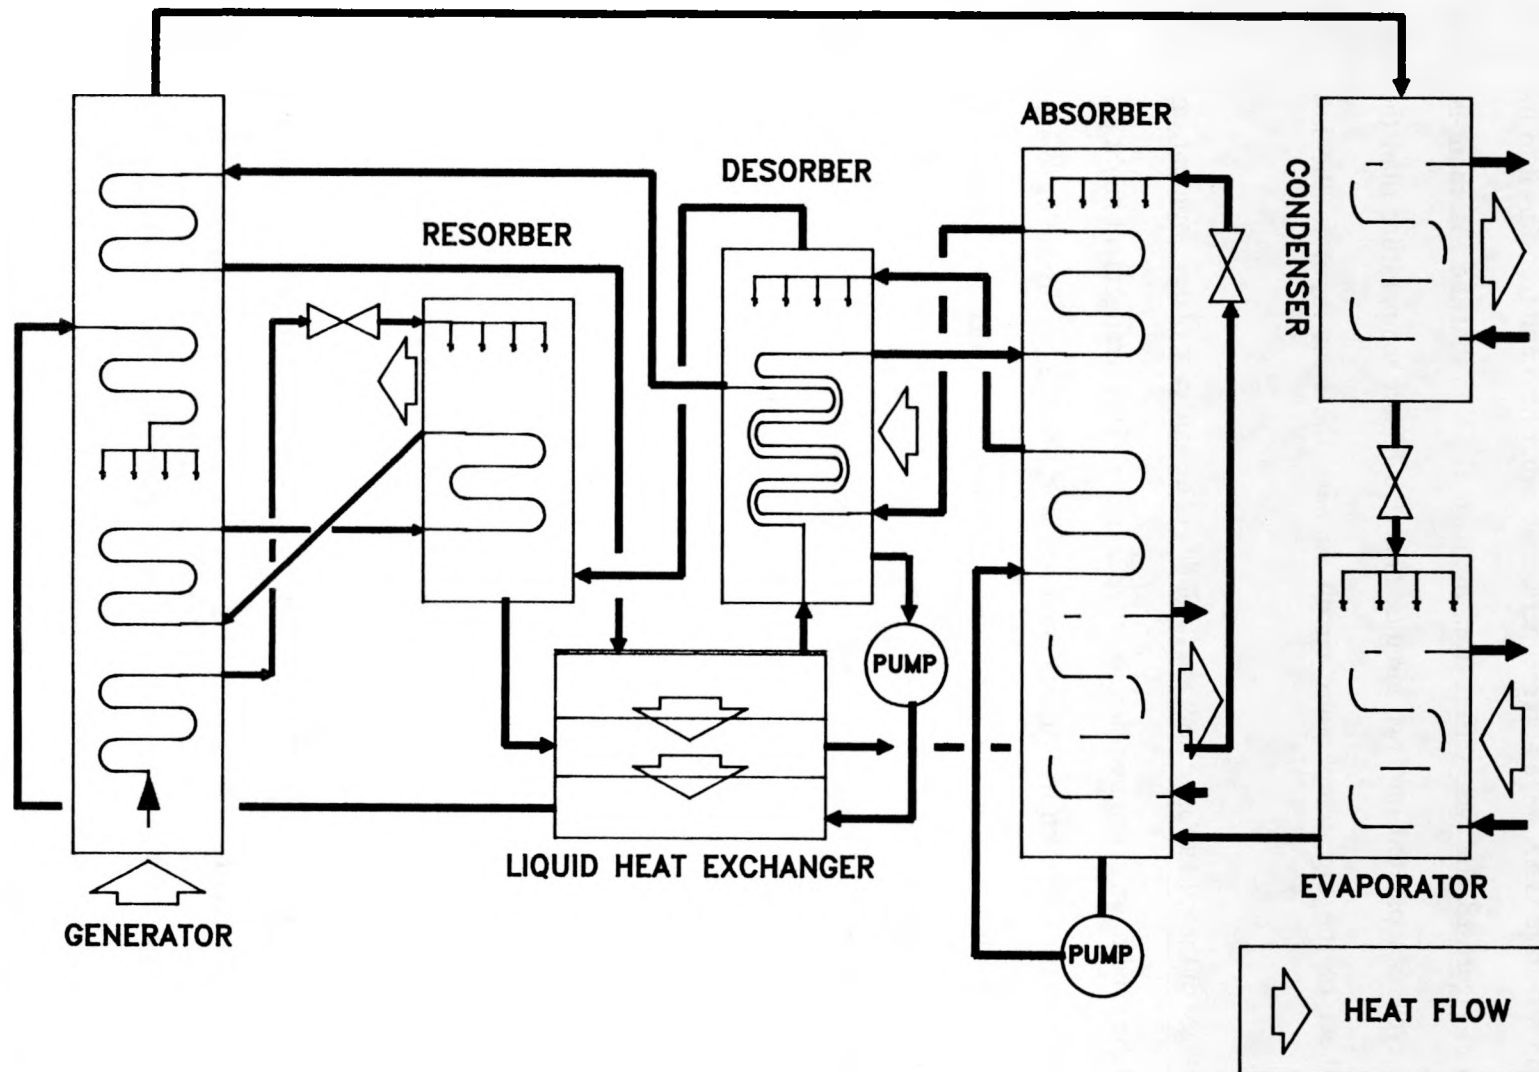 ABSORBER
DESORBER
CONDENSER
RESORBER
PUMP
LIQUID HEAT EXCHANGER
EVAPORATOR
GENERATOR
PUMP
HEAT FLOW